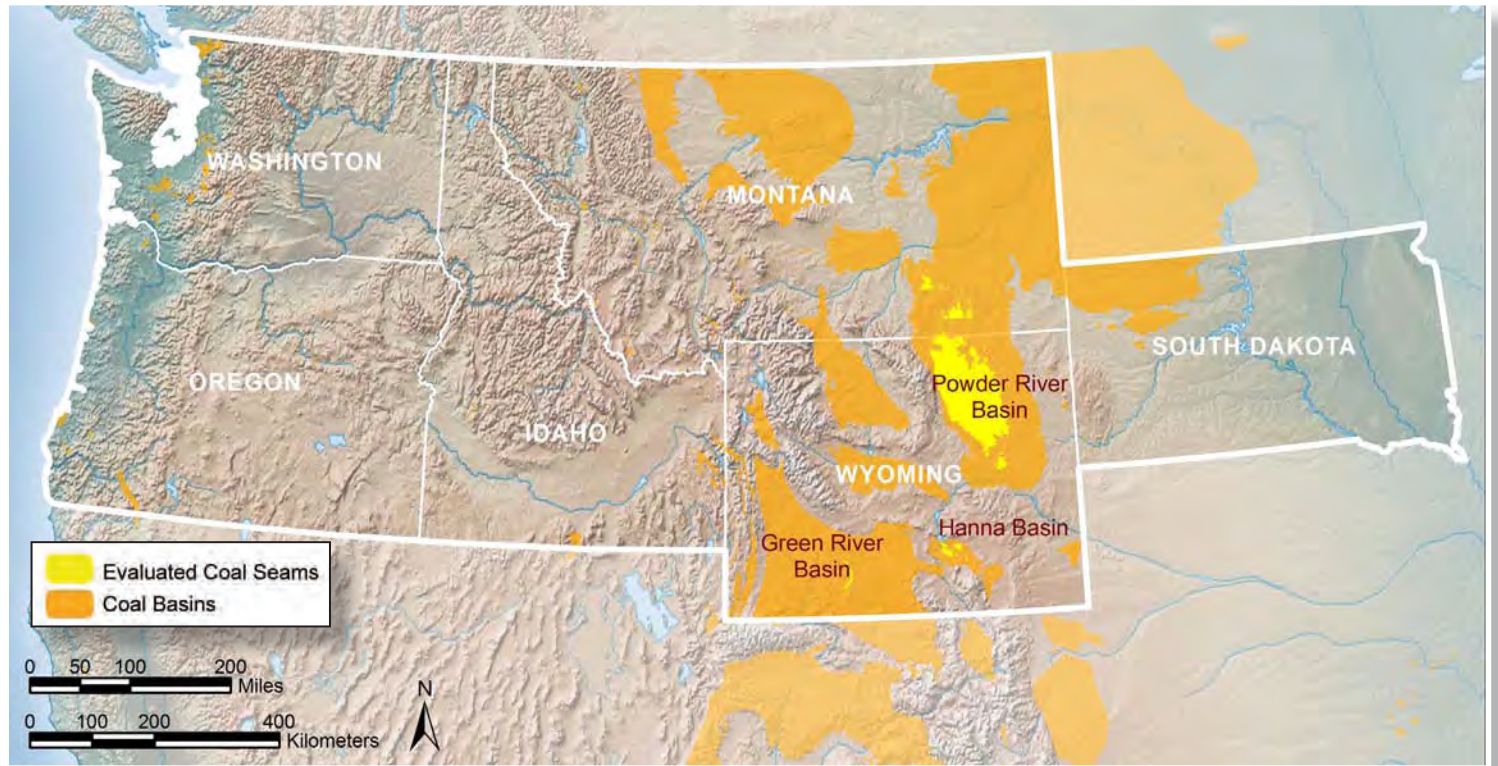 WASHINGTON
MONTANA
OREGON
IDAHO
WYOMING
SOUTH DAKOTA
Powder River
Basin
Green River
Basin
Hanna Basin
Evaluated Coal Seams
Coal Basins
0 50 100 200
Miles
0 100 200 400
Kilometers
N